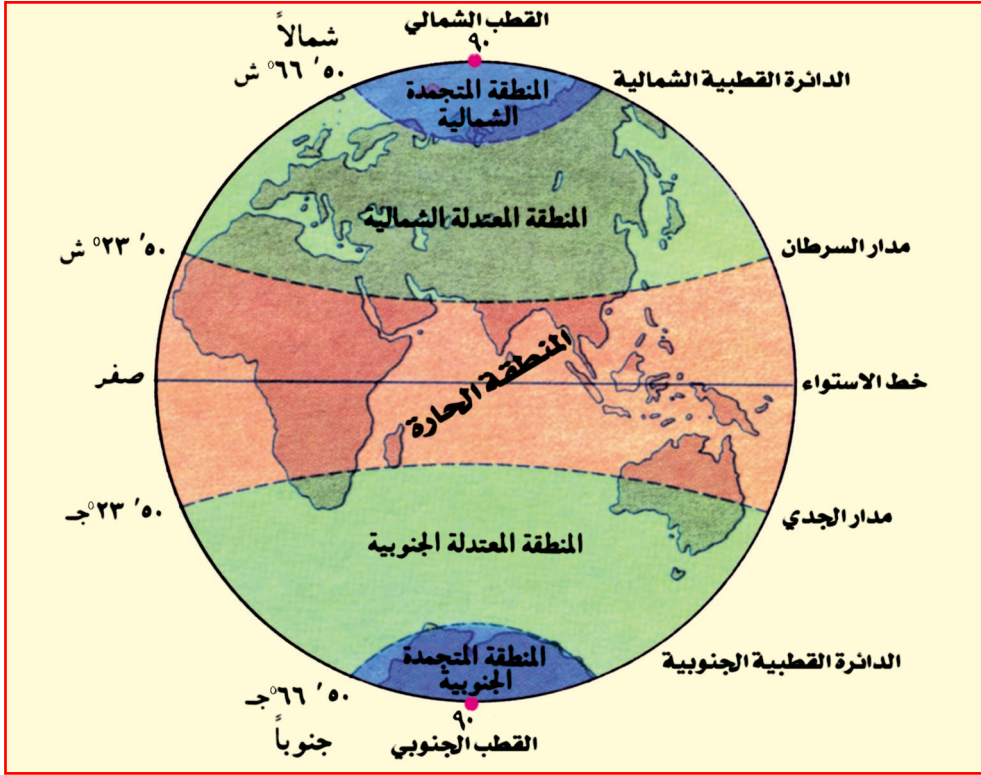 القطب الشمالي
٩٠
شمالاً
٥٠ َ ٦٦° ش
الدائرة القطبية الشمالية
المنطقة المتجمدة
الشمالية
المنطقة المعتدلة الشمالية
٥٠ َ ٢٣° ش
مدار السرطان
المنطقة الحارة
صفر
خط الاستواء
٥٠ َ ٢٣° جـ
مدار الجدي
المنطقة المعتدلة الجنوبية
الدائرة القطبية الجنوبية
المنطقة المتجمدة
الجنوبية
٥٠ َ ٦٦° جـ
جنوباً
٩٠
القطب الجنوبي